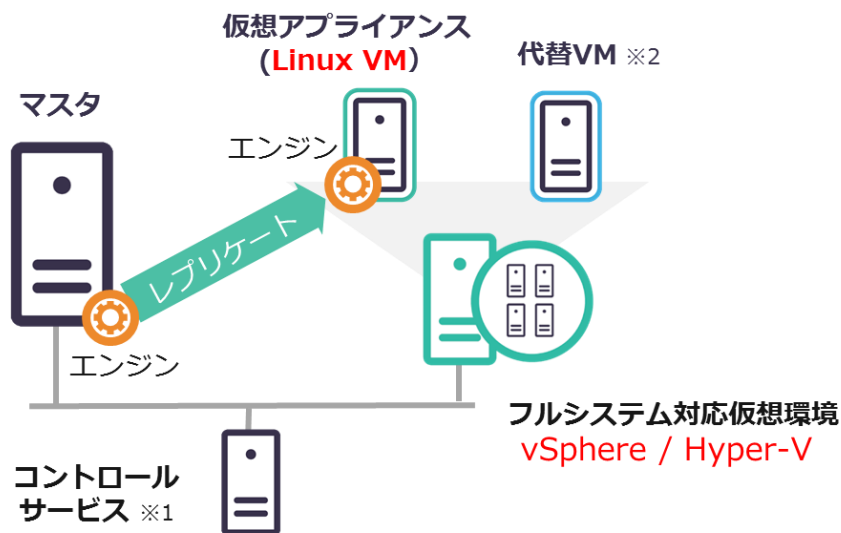 仮想アプライアンス
(Linux VM)
代替VM ※2
マスタ
エンジン
レプリケート
エンジン
フルシステム対応仮想環境
vSphere / Hyper-V
コントロール
サービス ※1